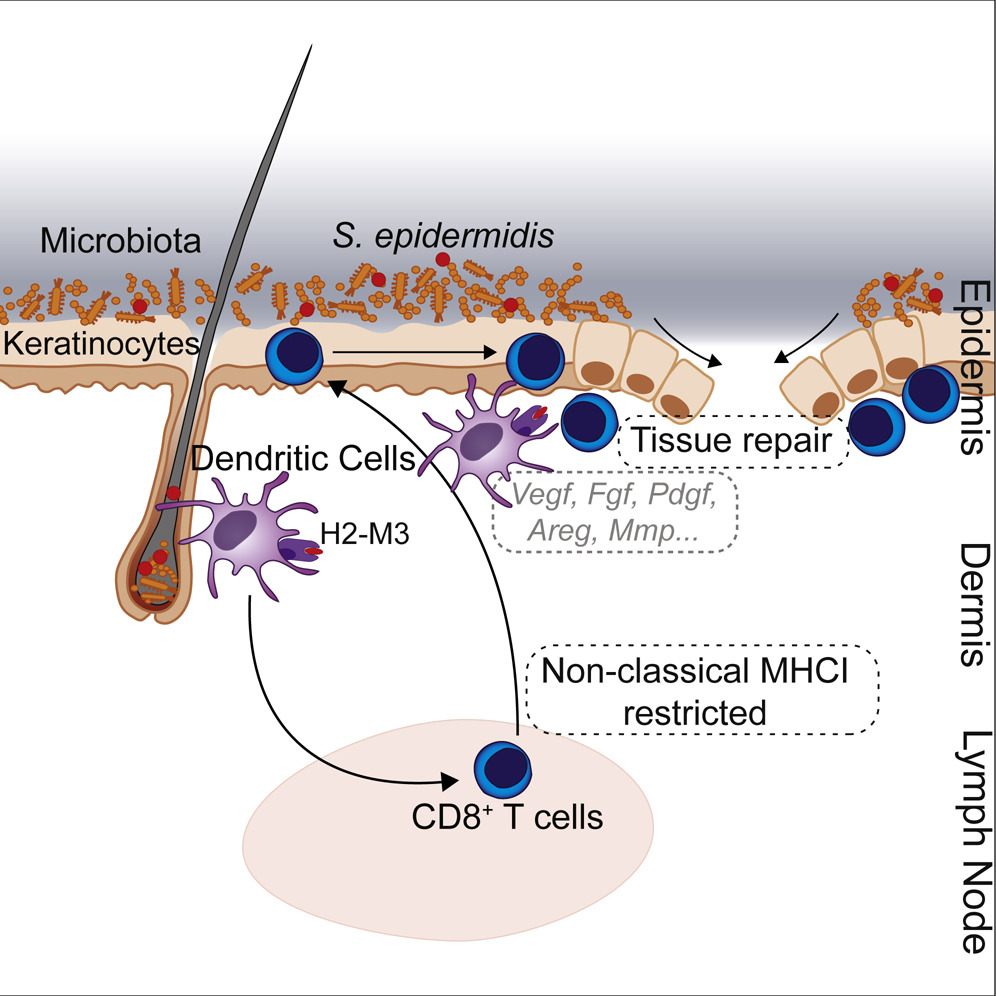 Microbiota
S. epidermidis
Keratinocytes
Epidermis
Tissue repair
Dendritic Cells
Vegf, Fgf, Pdgf,
Areg, Mmp...
H2-M3
Dermis
Non-classical MHCI
restricted
Lymph Node
CD8⁺ T cells